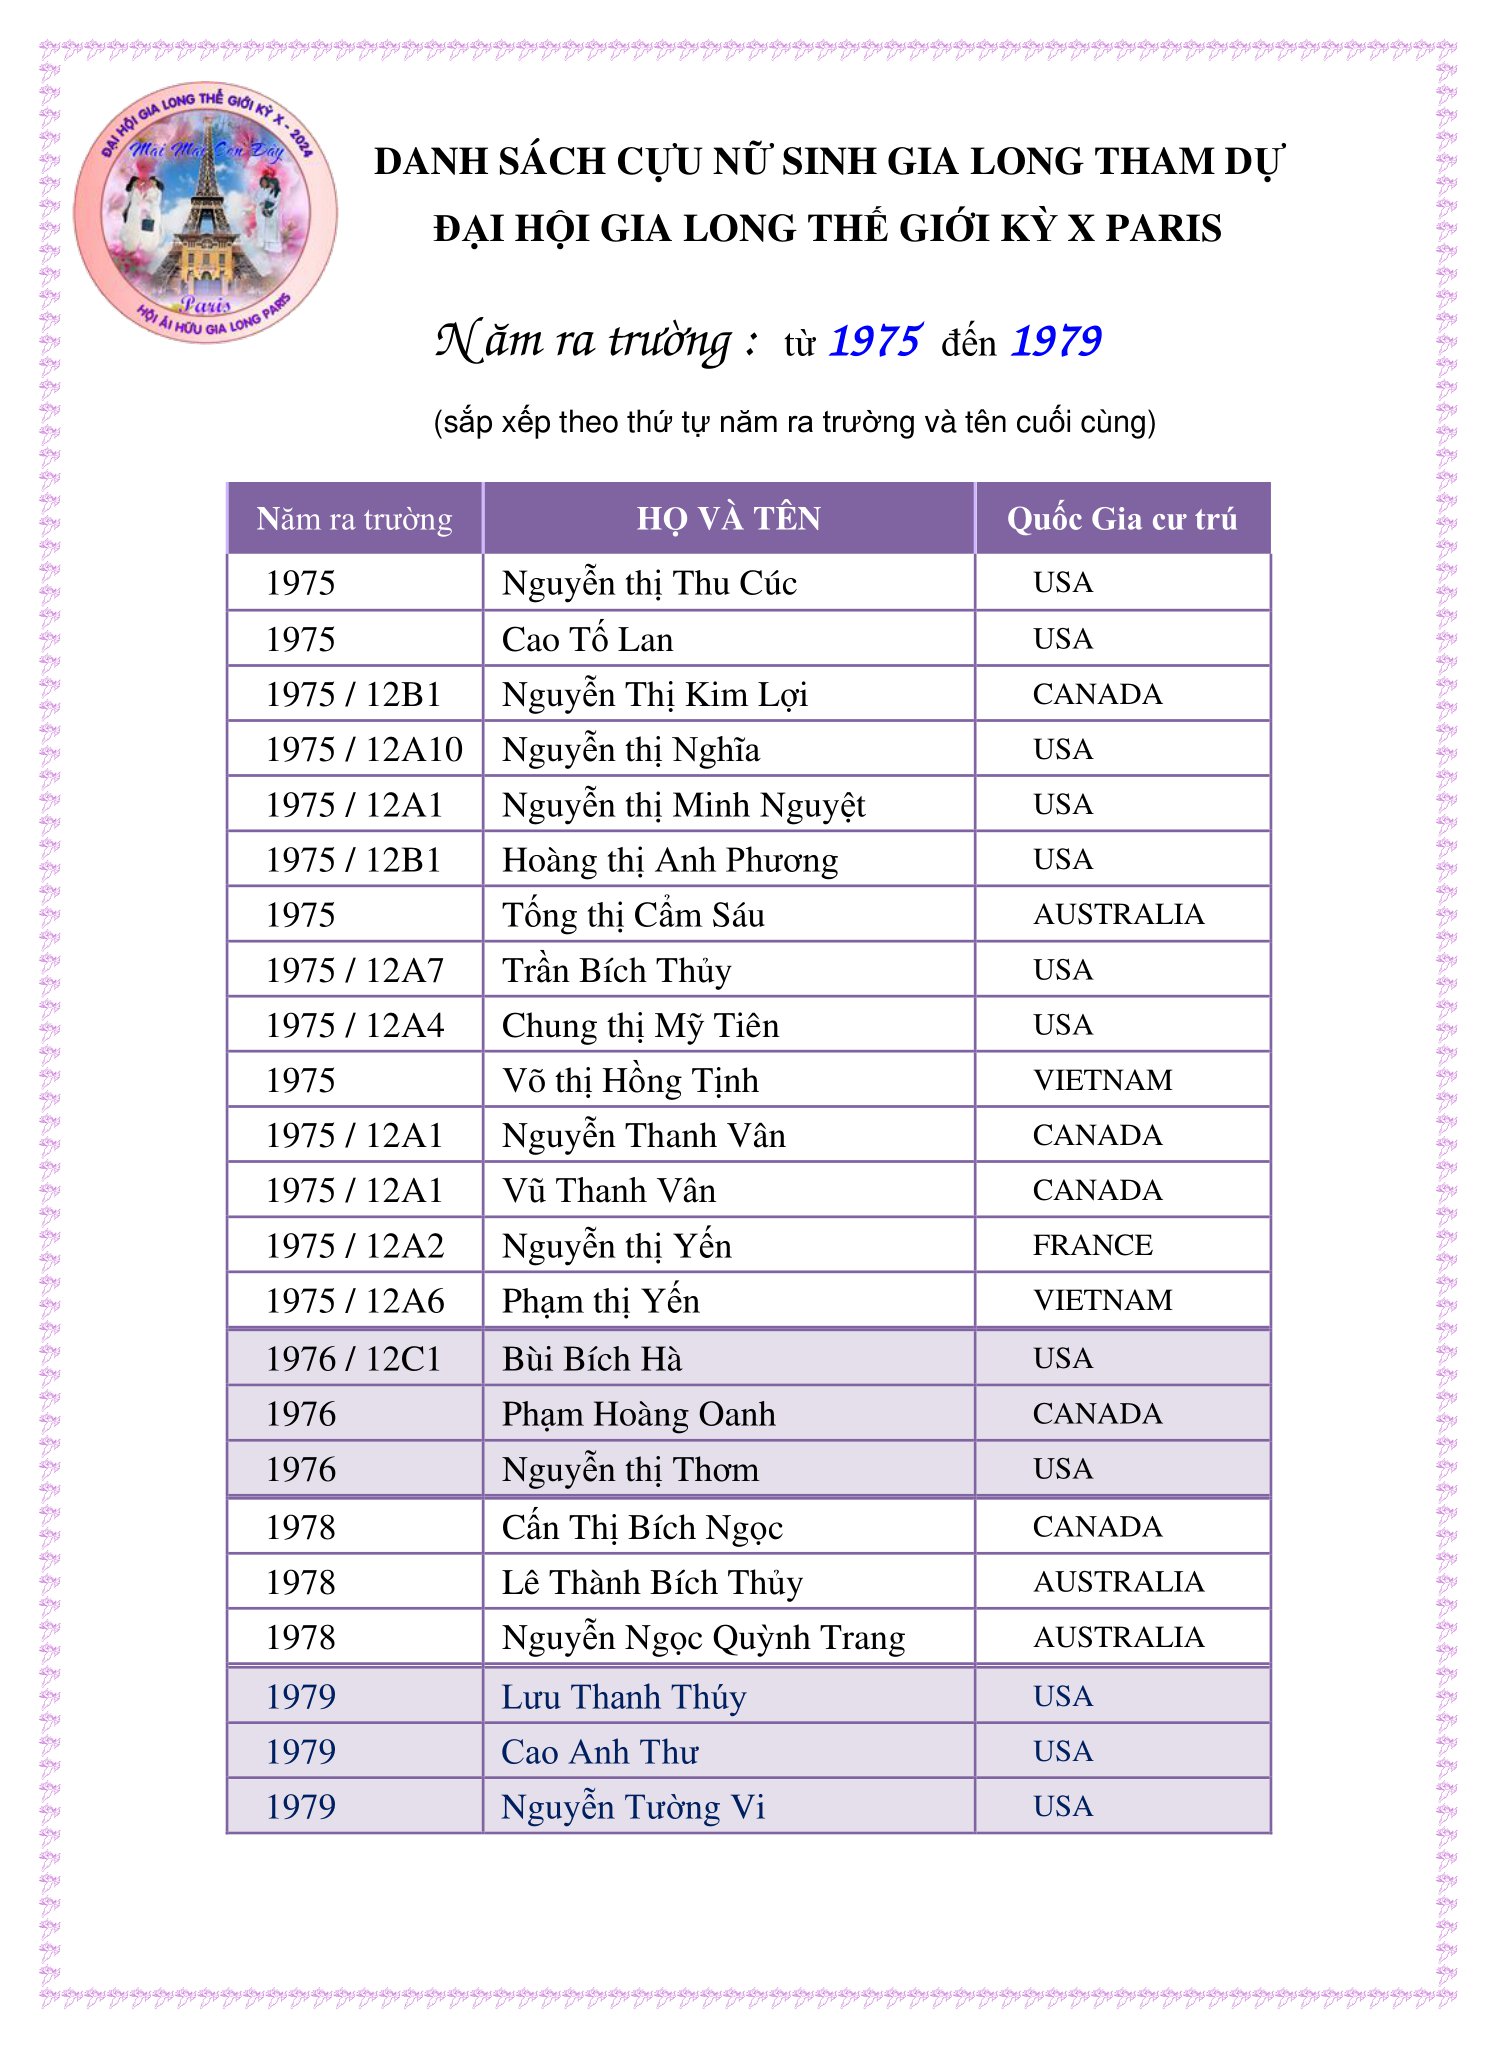 ĐẠI HỘI GIA LONG THẾ GIỚI KỲ X - 2024
Mãi Mãi Còn Đây
Paris
HỘI ÁI HỮU GIA LONG PARIS
DANH SÁCH CỰU NỮ SINH GIA LONG THAM DỰ
ĐẠI HỘI GIA LONG THẾ GIỚI KỲ X PARIS
Năm ra trường : từ 1975 đến 1979
(sắp xếp theo thứ tự năm ra trường và tên cuối cùng)
Năm ra trường HỌ VÀ TÊN Quốc Gia cư trú
1975 Nguyễn thị Thu Cúc USA
1975 Cao Tố Lan USA
1975 / 12B1 Nguyễn Thị Kim Lợi CANADA
1975 / 12A10 Nguyễn thị Nghĩa USA
1975 / 12A1 Nguyễn thị Minh Nguyệt USA
1975 / 12B1 Hoàng thị Anh Phương USA
1975 Tống thị Cẩm Sáu AUSTRALIA
1975 / 12A7 Trần Bích Thủy USA
1975 / 12A4 Chung thị Mỹ Tiên USA
1975 Võ thị Hồng Tịnh VIETNAM
1975 / 12A1 Nguyễn Thanh Vân CANADA
1975 / 12A1 Vũ Thanh Vân CANADA
1975 / 12A2 Nguyễn thị Yến FRANCE
1975 / 12A6 Phạm thị Yến VIETNAM
1976 / 12C1 Bùi Bích Hà USA
1976 Phạm Hoàng Oanh CANADA
1976 Nguyễn thị Thơm USA
1978 Cấn Thị Bích Ngọc CANADA
1978 Lê Thành Bích Thủy AUSTRALIA
1978 Nguyễn Ngọc Quỳnh Trang AUSTRALIA
1979 Lưu Thanh Thúy USA
1979 Cao Anh Thư USA
1979 Nguyễn Tường Vi USA